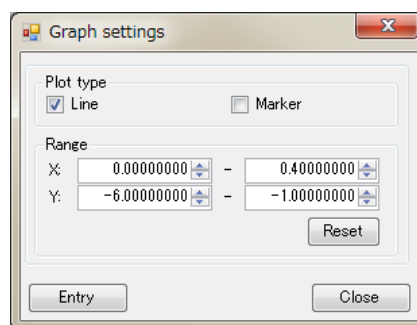 Graph settings
Plot type
Line
Marker
Range
X: 0.00000000 - 0.40000000
Y: -6.00000000 - -1.00000000
Reset
Entry
Close